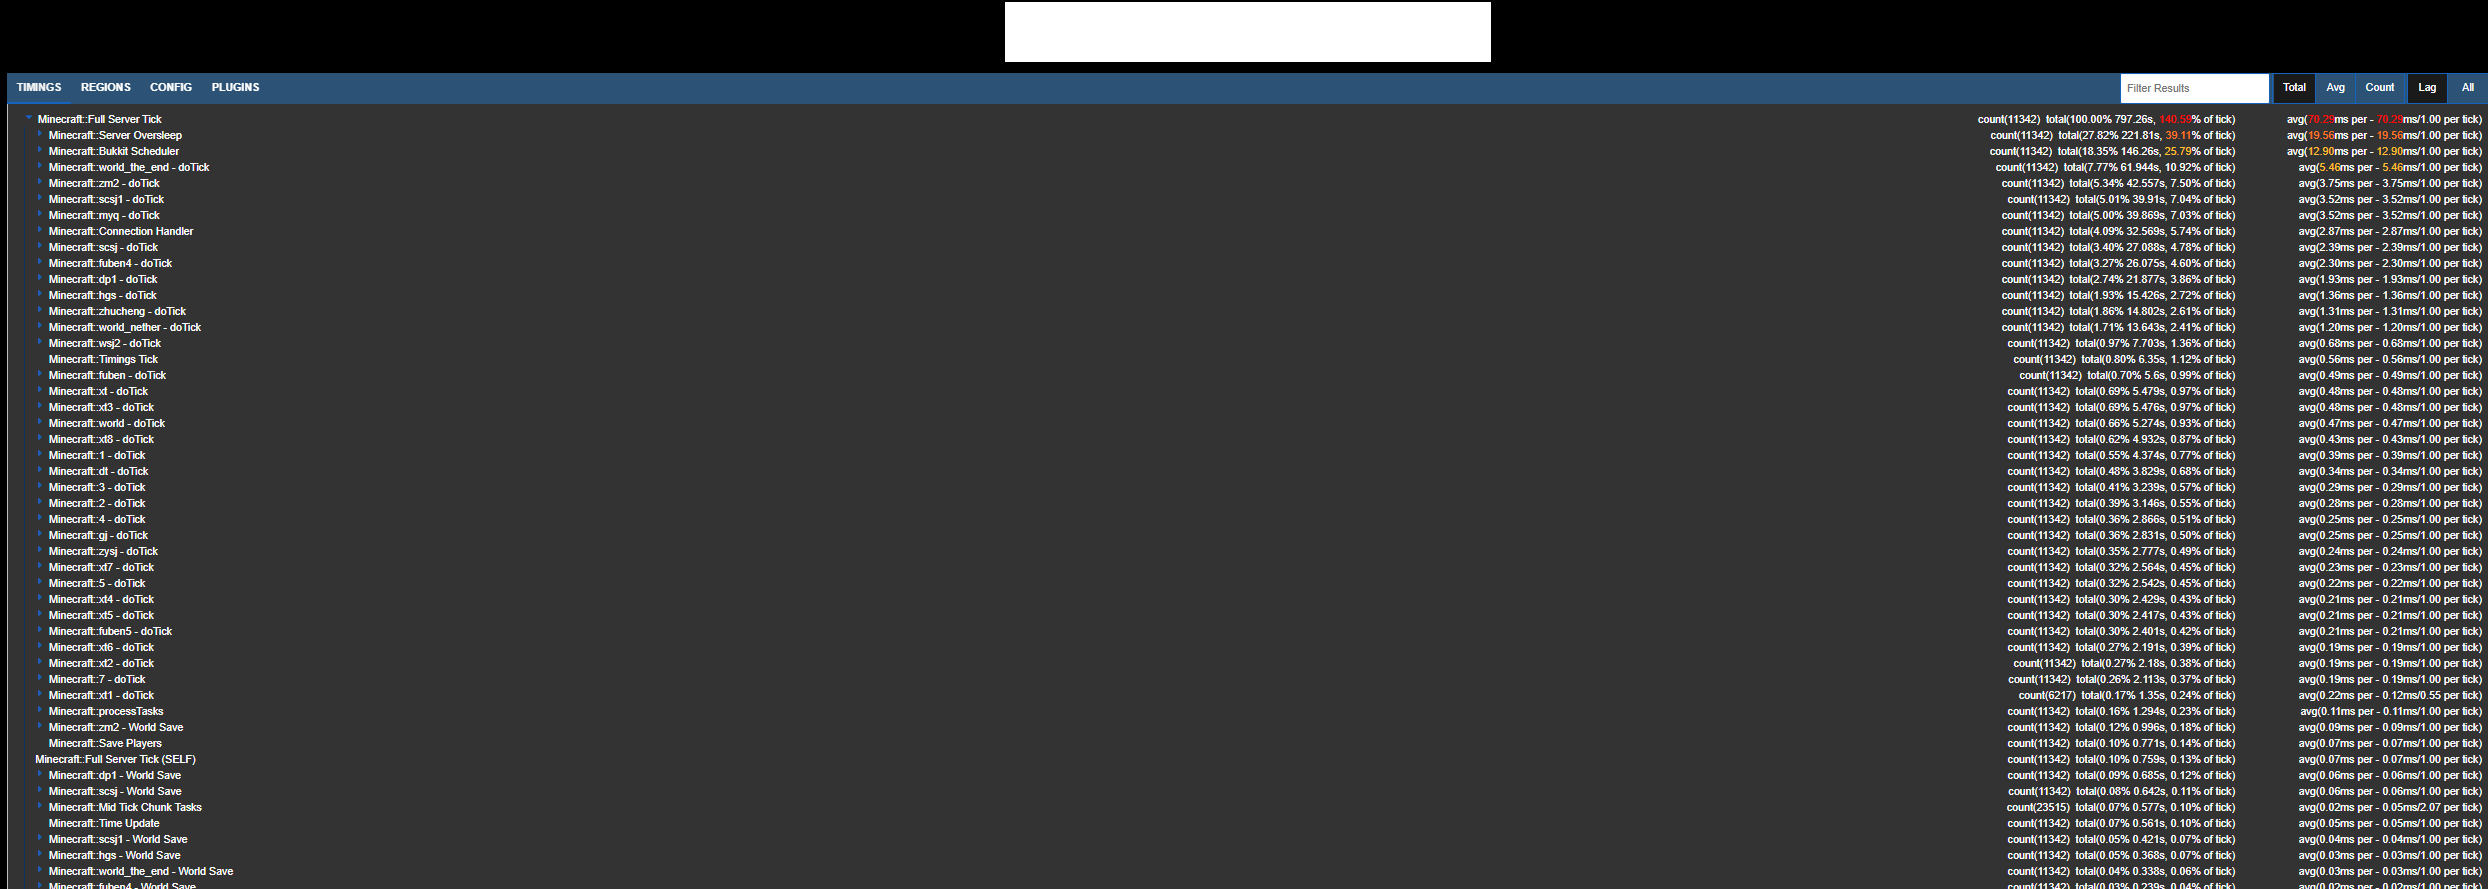 TIMINGS REGIONS CONFIG PLUGINS Filter Results Total Avg Count Lag All
Minecraft::Full Server Tick count(11342) total(100.00% 797.26s, 140.59% of tick) avg(70.29ms per - 70.29ms/1.00 per tick)
Minecraft::Server Oversleep count(11342) total(27.82% 221.81s, 39.11% of tick) avg(19.56ms per - 19.56ms/1.00 per tick)
Minecraft::Bukkit Scheduler count(11342) total(18.35% 146.26s, 25.79% of tick) avg(12.90ms per - 12.90ms/1.00 per tick)
Minecraft::world_the_end - doTick count(11342) total(7.77% 61.944s, 10.92% of tick) avg(5.46ms per - 5.46ms/1.00 per tick)
Minecraft::zm2 - doTick count(11342) total(5.34% 42.557s, 7.50% of tick) avg(3.75ms per - 3.75ms/1.00 per tick)
Minecraft::scsj1 - doTick count(11342) total(5.01% 39.91s, 7.04% of tick) avg(3.52ms per - 3.52ms/1.00 per tick)
Minecraft::myq - doTick count(11342) total(5.00% 39.869s, 7.03% of tick) avg(3.52ms per - 3.52ms/1.00 per tick)
Minecraft::Connection Handler count(11342) total(4.09% 32.569s, 5.74% of tick) avg(2.87ms per - 2.87ms/1.00 per tick)
Minecraft::scsj - doTick count(11342) total(3.40% 27.088s, 4.78% of tick) avg(2.39ms per - 2.39ms/1.00 per tick)
Minecraft::fuben4 - doTick count(11342) total(3.27% 26.075s, 4.60% of tick) avg(2.30ms per - 2.30ms/1.00 per tick)
Minecraft::dp1 - doTick count(11342) total(2.74% 21.877s, 3.86% of tick) avg(1.93ms per - 1.93ms/1.00 per tick)
Minecraft::hgs - doTick count(11342) total(1.93% 15.426s, 2.72% of tick) avg(1.36ms per - 1.36ms/1.00 per tick)
Minecraft::zhucheng - doTick count(11342) total(1.86% 14.802s, 2.61% of tick) avg(1.31ms per - 1.31ms/1.00 per tick)
Minecraft::world_nether - doTick count(11342) total(1.71% 13.643s, 2.41% of tick) avg(1.20ms per - 1.20ms/1.00 per tick)
Minecraft::wsj2 - doTick count(11342) total(0.97% 7.703s, 1.36% of tick) avg(0.68ms per - 0.68ms/1.00 per tick)
Minecraft::Timings Tick count(11342) total(0.80% 6.35s, 1.12% of tick) avg(0.56ms per - 0.56ms/1.00 per tick)
Minecraft::fuben - doTick count(11342) total(0.70% 5.6s, 0.99% of tick) avg(0.49ms per - 0.49ms/1.00 per tick)
Minecraft::xt - doTick count(11342) total(0.69% 5.479s, 0.97% of tick) avg(0.48ms per - 0.48ms/1.00 per tick)
Minecraft::xt3 - doTick count(11342) total(0.69% 5.476s, 0.97% of tick) avg(0.48ms per - 0.48ms/1.00 per tick)
Minecraft::world - doTick count(11342) total(0.66% 5.274s, 0.93% of tick) avg(0.47ms per - 0.47ms/1.00 per tick)
Minecraft::xt8 - doTick count(11342) total(0.62% 4.932s, 0.87% of tick) avg(0.43ms per - 0.43ms/1.00 per tick)
Minecraft::1 - doTick count(11342) total(0.55% 4.374s, 0.77% of tick) avg(0.39ms per - 0.39ms/1.00 per tick)
Minecraft::dt - doTick count(11342) total(0.48% 3.829s, 0.68% of tick) avg(0.34ms per - 0.34ms/1.00 per tick)
Minecraft::3 - doTick count(11342) total(0.41% 3.239s, 0.57% of tick) avg(0.29ms per - 0.29ms/1.00 per tick)
Minecraft::2 - doTick count(11342) total(0.39% 3.146s, 0.55% of tick) avg(0.28ms per - 0.28ms/1.00 per tick)
Minecraft::4 - doTick count(11342) total(0.36% 2.866s, 0.51% of tick) avg(0.25ms per - 0.25ms/1.00 per tick)
Minecraft::gj - doTick count(11342) total(0.36% 2.831s, 0.50% of tick) avg(0.25ms per - 0.25ms/1.00 per tick)
Minecraft::zysj - doTick count(11342) total(0.35% 2.777s, 0.49% of tick) avg(0.24ms per - 0.24ms/1.00 per tick)
Minecraft::xt7 - doTick count(11342) total(0.32% 2.564s, 0.45% of tick) avg(0.23ms per - 0.23ms/1.00 per tick)
Minecraft::5 - doTick count(11342) total(0.32% 2.542s, 0.45% of tick) avg(0.22ms per - 0.22ms/1.00 per tick)
Minecraft::xt4 - doTick count(11342) total(0.30% 2.429s, 0.43% of tick) avg(0.21ms per - 0.21ms/1.00 per tick)
Minecraft::xt5 - doTick count(11342) total(0.30% 2.417s, 0.43% of tick) avg(0.21ms per - 0.21ms/1.00 per tick)
Minecraft::fuben5 - doTick count(11342) total(0.30% 2.401s, 0.42% of tick) avg(0.21ms per - 0.21ms/1.00 per tick)
Minecraft::xt6 - doTick count(11342) total(0.27% 2.191s, 0.39% of tick) avg(0.19ms per - 0.19ms/1.00 per tick)
Minecraft::xt2 - doTick count(11342) total(0.27% 2.18s, 0.38% of tick) avg(0.19ms per - 0.19ms/1.00 per tick)
Minecraft::7 - doTick count(11342) total(0.26% 2.113s, 0.37% of tick) avg(0.19ms per - 0.19ms/1.00 per tick)
Minecraft::xt1 - doTick count(6217) total(0.17% 1.35s, 0.24% of tick) avg(0.22ms per - 0.12ms/0.55 per tick)
Minecraft::processTasks count(11342) total(0.16% 1.294s, 0.23% of tick) avg(0.11ms per - 0.11ms/1.00 per tick)
Minecraft::zm2 - World Save count(11342) total(0.12% 0.996s, 0.18% of tick) avg(0.09ms per - 0.09ms/1.00 per tick)
Minecraft::Save Players count(11342) total(0.10% 0.771s, 0.14% of tick) avg(0.07ms per - 0.07ms/1.00 per tick)
Minecraft::Full Server Tick (SELF) count(11342) total(0.10% 0.759s, 0.13% of tick) avg(0.07ms per - 0.07ms/1.00 per tick)
Minecraft::dp1 - World Save count(11342) total(0.09% 0.685s, 0.12% of tick) avg(0.06ms per - 0.06ms/1.00 per tick)
Minecraft::scsj - World Save count(11342) total(0.08% 0.642s, 0.11% of tick) avg(0.06ms per - 0.06ms/1.00 per tick)
Minecraft::Mid Tick Chunk Tasks count(23515) total(0.07% 0.577s, 0.10% of tick) avg(0.02ms per - 0.05ms/2.07 per tick)
Minecraft::Time Update count(11342) total(0.07% 0.561s, 0.10% of tick) avg(0.05ms per - 0.05ms/1.00 per tick)
Minecraft::scsj1 - World Save count(11342) total(0.05% 0.421s, 0.07% of tick) avg(0.04ms per - 0.04ms/1.00 per tick)
Minecraft::hgs - World Save count(11342) total(0.05% 0.368s, 0.07% of tick) avg(0.03ms per - 0.03ms/1.00 per tick)
Minecraft::world_the_end - World Save count(11342) total(0.04% 0.338s, 0.06% of tick) avg(0.03ms per - 0.03ms/1.00 per tick)
Minecraft::fuben4 - World Save count(11342) total(0.03% 0.239s, 0.04% of tick) avg(0.02ms per - 0.02ms/1.00 per tick)